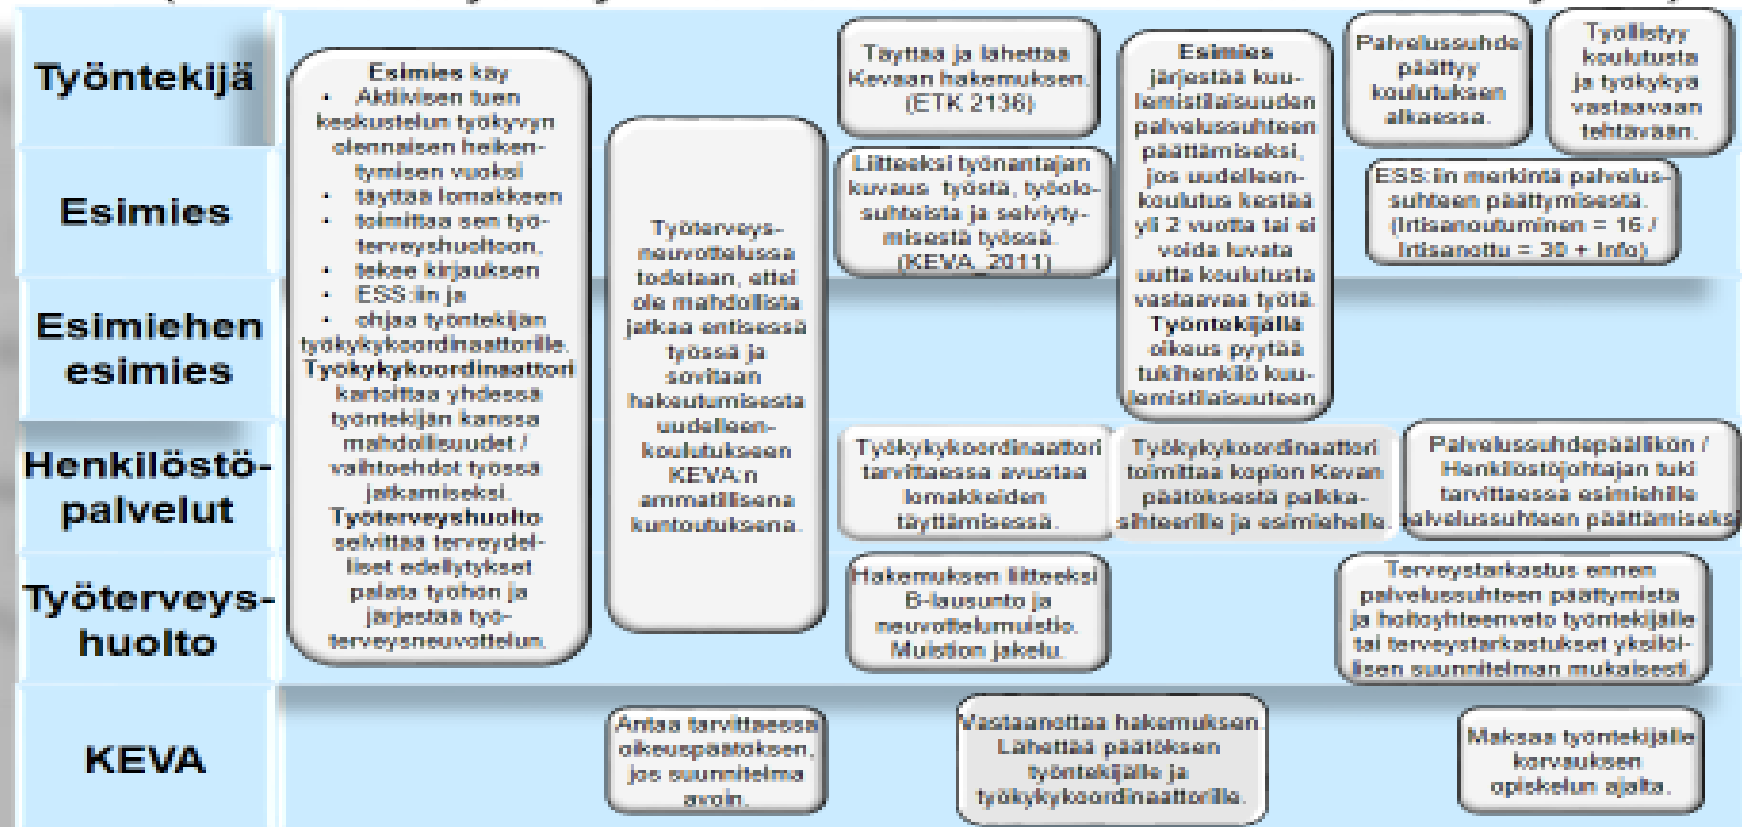 Työntekijä
Esimies
Esimiehen
esimies
Henkilöstö-
palvelut
Työterveys-
huolto
KEVA
Esimies käy
• Aktiivisen tuen
keskustelun työkyvyn
olennaisen heiken-
tymisen vuoksi
• täyttää lomakkeen
• toimittaa sen työ-
terveyshuoltoon,
• tekee kirjauksen
• ESS:iin ja
• ohjaa työntekijän
työkykykoordinaattorille.
Työkykykoordinaattori
kartoittaa yhdessä
työntekijän kanssa
mahdollisuudet /
vaihtoehdot työssä
jatkamiseksi.
Työterveyshuolto
selvittää terveydel-
liset edellytykset
palata työhön ja
järjestää työ-
terveysneuvottelun.
Työterveys-
neuvottelussa
todetaan, ettei
ole mahdollista
jatkaa entisessä
työssä ja
sovitaan
hakeutumisesta
uudelleen-
koulutukseen
KEVA:n
ammatillisena
kuntoutuksena.
Antaa tarvittaessa
oikeuspäätöksen,
jos suunnitelma
avoin.
Täyttää ja lähettää
Kevaan hakemuksen.
(ETK 2136)
Liitteeksi työnantajan
kuvaus työstä, työolo-
suhteista ja selviyty-
misestä työssä.
(KEVA 2011)
Työkykykoordinaattori
tarvittaessa avustaa
lomakkeiden
täyttämisessä.
Hakemuksen liitteeksi
B-lausunto ja
neuvottelumuistio.
Muistion jakelu.
Vastaanottaa hakemuksen.
Lähettää päätöksen
työntekijälle ja
työkykykoordinaattorille.
Esimies
järjestää kuu-
lemistilaisuuden
palvelussuhteen
päättämiseksi,
jos uudelleen-
koulutus kestää
yli 2 vuotta tai ei
voida luvata
uutta koulutusta
vastaavaa työtä.
Työntekijällä
oikeus pyytää
tukihenkilö kuu-
lemistilaisuuteen.
Työkykykoordinaattori
toimittaa kopion Kevan
päätöksestä palkka-
sihteerille ja esimiehelle.
Palvelussuhde
päättyy
koulutuksen
alkaessa.
Työllistyy
koulutusta
ja työkykyä
vastaavaan
tehtävään.
ESS:iin merkintä palvelus-
suhteen päättymisestä.
(Irtisanoutuminen = 16 /
Irtisanottu = 30 + Info)
Palvelussuhdepäällikön /
Henkilöstöjohtajan tuki
tarvittaessa esimiehille
palvelussuhteen päättämiseksi
Terveystarkastus ennen
palvelussuhteen päättymistä
ja hoitoyhteenveto työntekijälle
tai terveystarkastukset yksilöl-
lisen suunnitelman mukaisesti.
Maksaa työntekijälle
korvauksen
opiskelun ajalta.